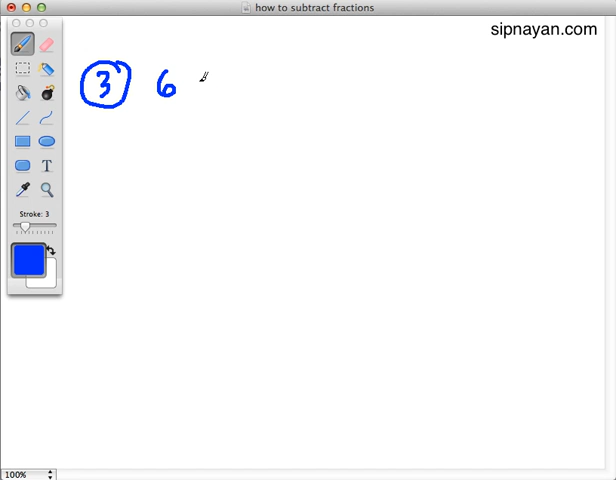 how to subtract fractions
sipnayan.com
3 6
T
Stroke: 3
100%